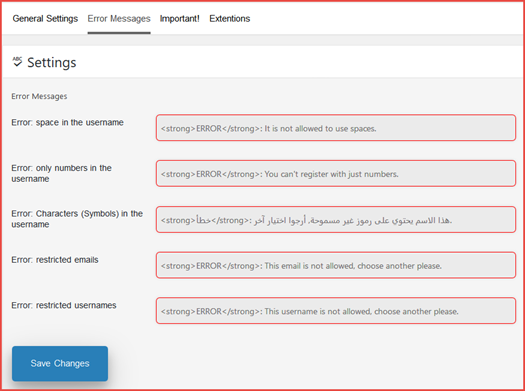 General Settings Error Messages Important! Extentions
ABC Settings
Error Messages
Error: space in the username
<strong>ERROR</strong>: It is not allowed to use spaces.
Error: only numbers in the
username
<strong>ERROR</strong>: You can't register with just numbers.
Error: Characters (Symbols) in the
username
<strong>خطأ</strong>: هذا الاسم يحتوي على رموز غير مسموحة, أرجوا اختيار آخر.
Error: restricted emails
<strong>ERROR</strong>: This email is not allowed, choose another please.
Error: restricted usernames
<strong>ERROR</strong>: This username is not allowed, choose another please.
Save Changes